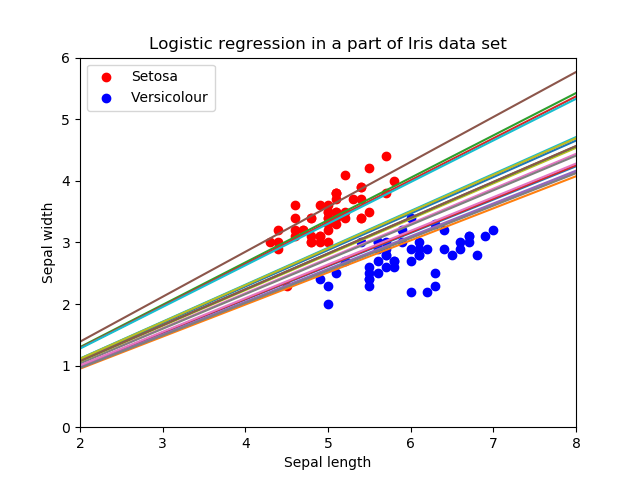 Logistic regression in a part of Iris data set
Setosa
Versicolour
6
5
4
3
2
1
0
Sepal width
2 3 4 5 6 7 8
Sepal length